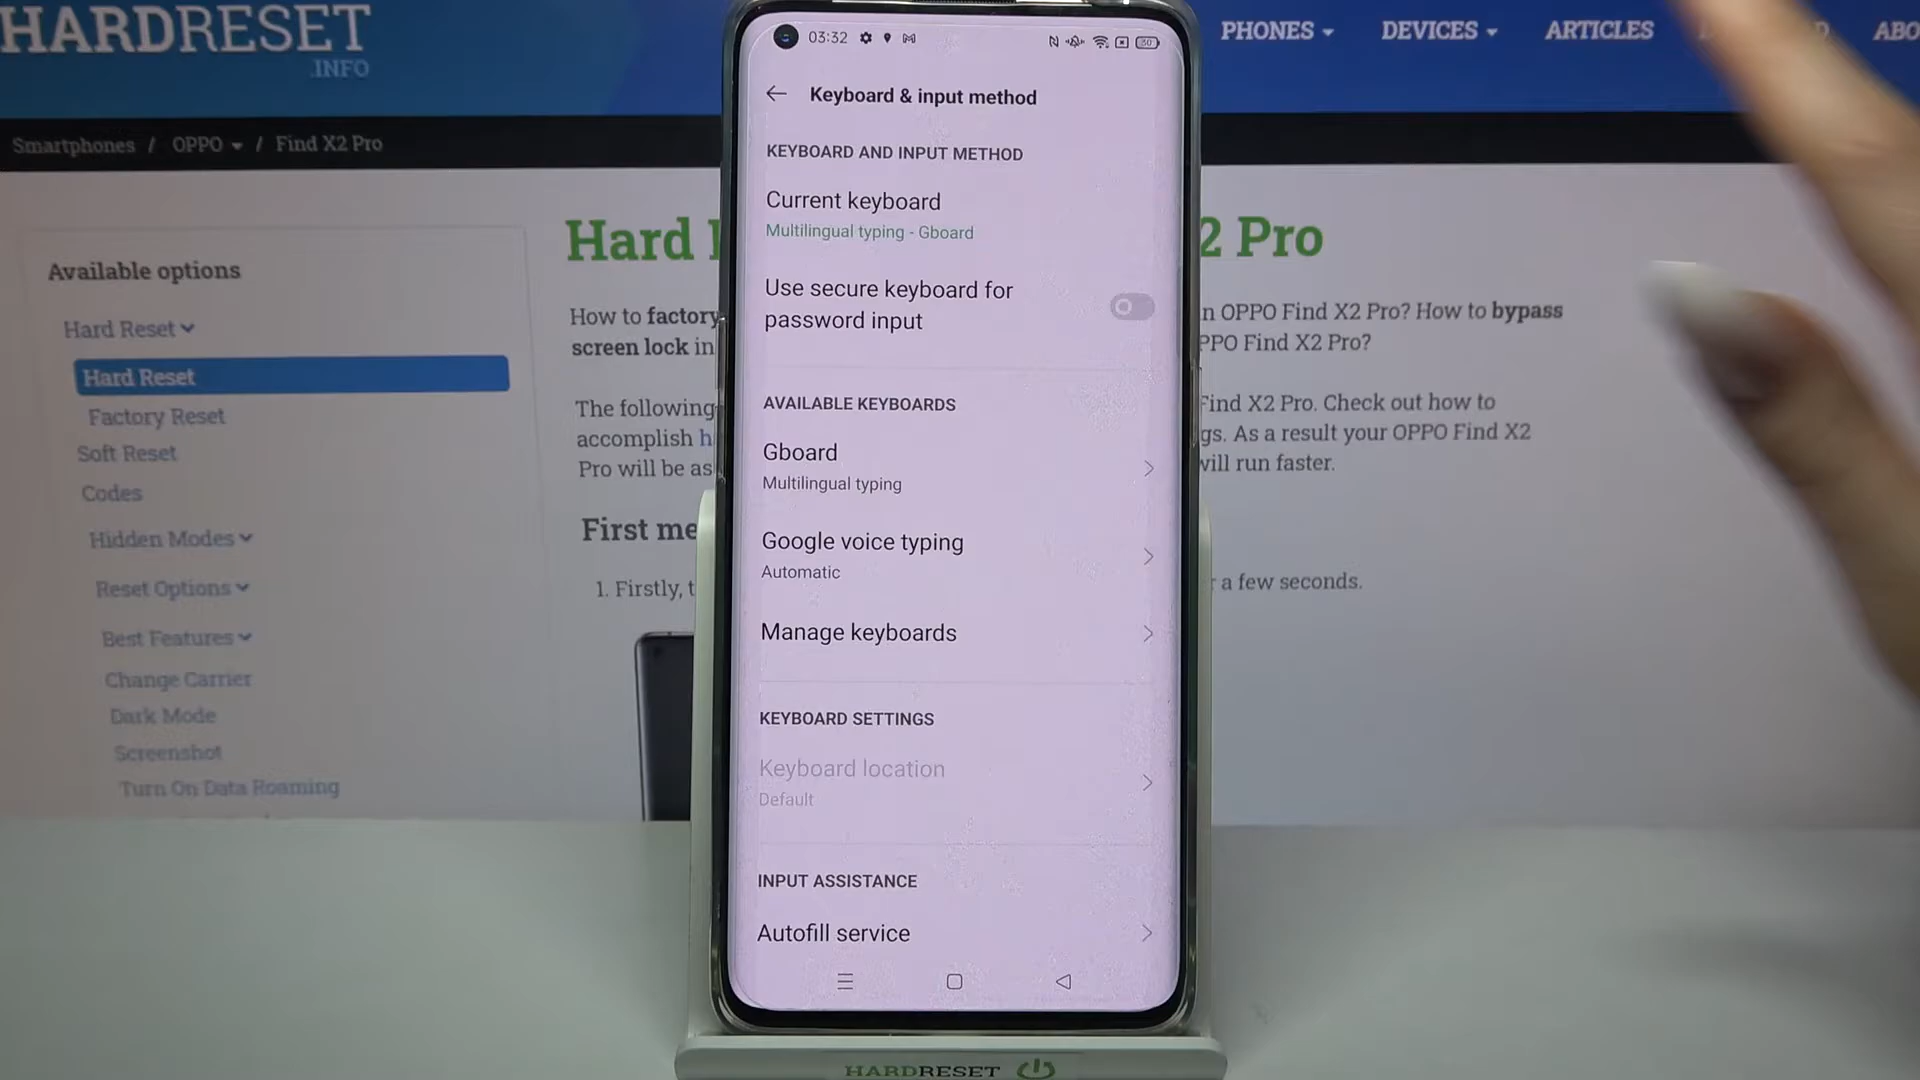 HARDRESET
.INFO
PHONES
DEVICES
ARTICLES
ABO
Smartphones / OPPO / Find X2 Pro
Available options
Hard Reset
Hard Reset
Factory Reset
Soft Reset
Codes
Hidden Modes
Reset Options
Best Features
Change Carrier
Dark Mode
Screenshot
Turn On Data Roaming
Hard
2 Pro
How to factory
screen lock in
n OPPO Find X2 Pro? How to bypass
PPO Find X2 Pro?
The following
accomplish h
Pro will be as
Find X2 Pro. Check out how to
gs. As a result your OPPO Find X2
will run faster.
First me
1. Firstly, t
a few seconds.
03:32
30
Keyboard & input method
KEYBOARD AND INPUT METHOD
Current keyboard
Multilingual typing - Gboard
Use secure keyboard for
password input
AVAILABLE KEYBOARDS
Gboard
Multilingual typing
Google voice typing
Automatic
Manage keyboards
KEYBOARD SETTINGS
Keyboard location
Default
INPUT ASSISTANCE
Autofill service
HARDRESET